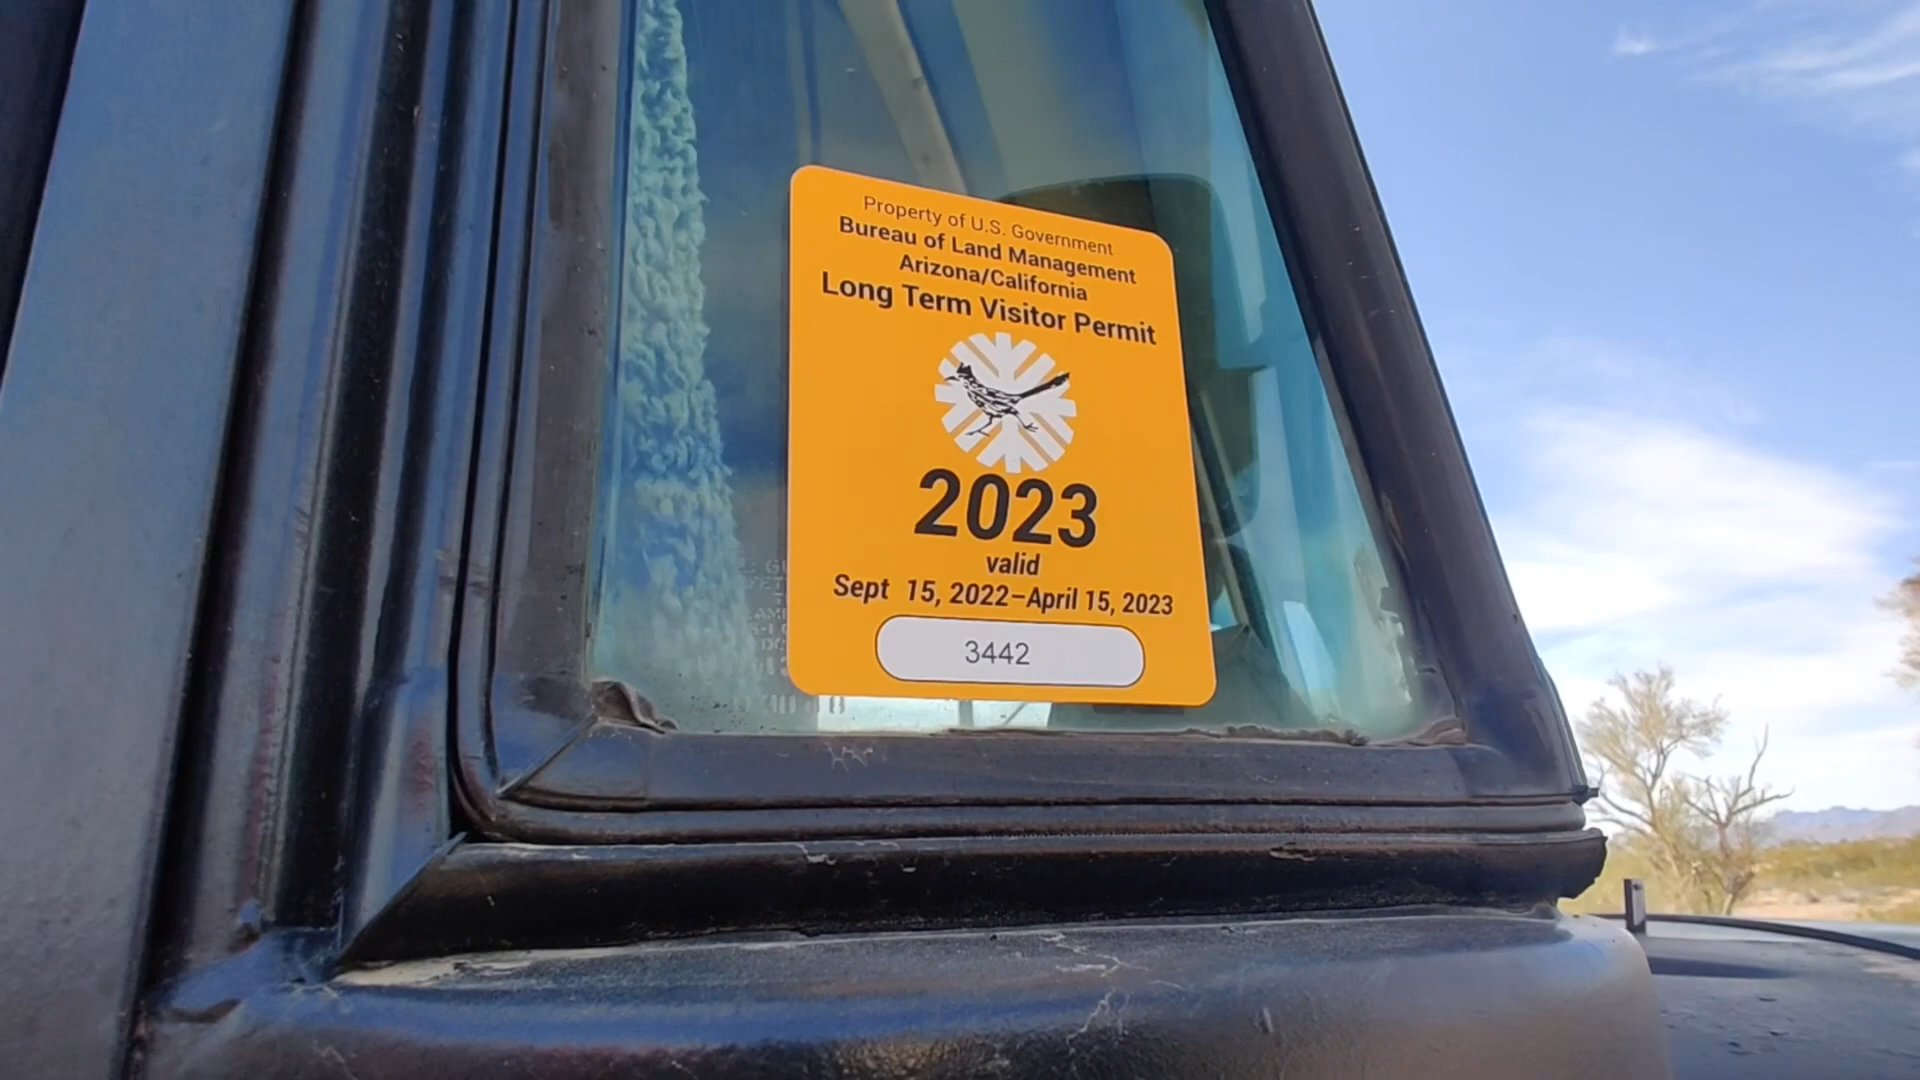 Property of U.S. Government
Bureau of Land Management
Arizona/California
Long Term Visitor Permit
2023
valid
Sept 15, 2022–April 15, 2023
3442